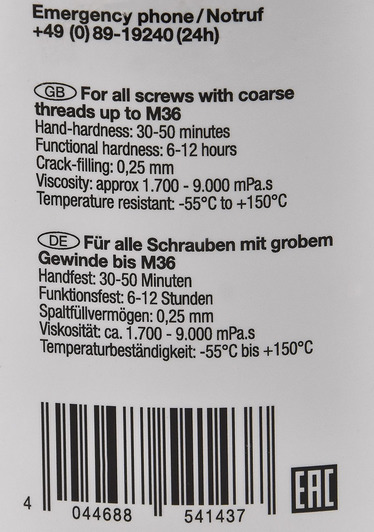 Emergency phone/Notruf
+49 (0) 89-19240 (24h)
GB For all screws with coarse
threads up to M36
Hand-hardness: 30-50 minutes
Functional hardness: 6-12 hours
Crack-filling: 0,25 mm
Viscosity: approx 1.700 - 9.000 mPa.s
Temperature resistant: -55°C to +150°C
DE Für alle Schrauben mit grobem
Gewinde bis M36
Handfest: 30-50 Minuten
Funktionsfest: 6-12 Stunden
Spaltfüllvermögen: 0,25 mm
Viskosität: ca. 1.700 - 9.000 mPa.s
Temperaturbeständigkeit: -55°C bis +150°C
EAC
4 044688 541437